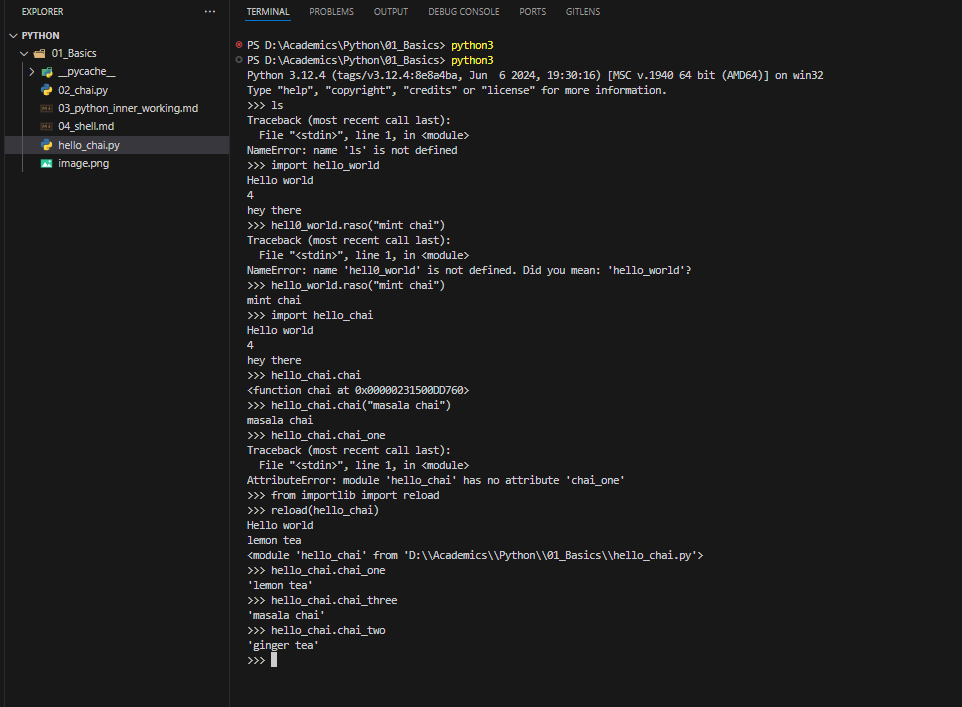 EXPLORER
...
PYTHON
01_Basics
__pycache__
02_chai.py
03_python_inner_working.md
04_shell.md
hello_chai.py
image.png
TERMINAL PROBLEMS OUTPUT DEBUG CONSOLE PORTS GITLENS
PS D:\Academics\Python\01_Basics> python3
PS D:\Academics\Python\01_Basics> python3
Python 3.12.4 (tags/v3.12.4:8e8a4ba, Jun  6 2024, 19:30:16) [MSC v.1940 64 bit (AMD64)] on win32
Type "help", "copyright", "credits" or "license" for more information.
>>> ls
Traceback (most recent call last):
  File "<stdin>", line 1, in <module>
NameError: name 'ls' is not defined
>>> import hello_world
Hello world
4
hey there
>>> hell0_world.raso("mint chai")
Traceback (most recent call last):
  File "<stdin>", line 1, in <module>
NameError: name 'hell0_world' is not defined. Did you mean: 'hello_world'?
>>> hello_world.raso("mint chai")
mint chai
>>> import hello_chai
Hello world
4
hey there
>>> hello_chai.chai
<function chai at 0x00000231500DD760>
>>> hello_chai.chai("masala chai")
masala chai
>>> hello_chai.chai_one
Traceback (most recent call last):
  File "<stdin>", line 1, in <module>
AttributeError: module 'hello_chai' has no attribute 'chai_one'
>>> from importlib import reload
>>> reload(hello_chai)
Hello world
lemon tea
<module 'hello_chai' from 'D:\\Academics\\Python\\01_Basics\\hello_chai.py'>
>>> hello_chai.chai_one
'lemon tea'
>>> hello_chai.chai_three
'masala chai'
>>> hello_chai.chai_two
'ginger tea'
>>>